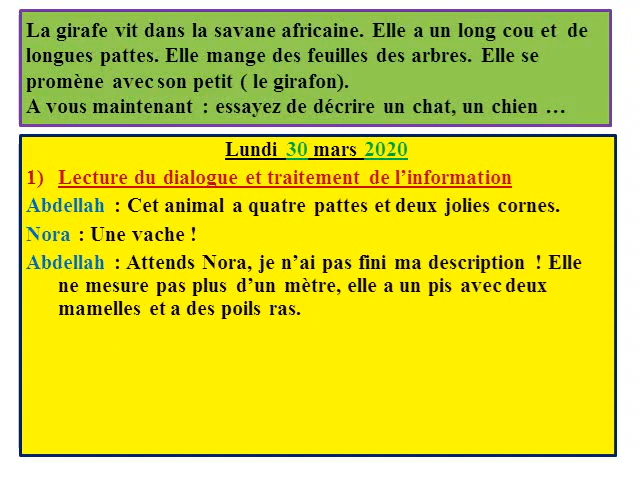 La girafe vit dans la savane africaine. Elle a un long cou et de
longues pattes. Elle mange des feuilles des arbres. Elle se
promène avec son petit ( le girafon).
A vous maintenant : essayez de décrire un chat, un chien …
Lundi 30 mars 2020
1) Lecture du dialogue et traitement de l’information
Abdellah : Cet animal a quatre pattes et deux jolies cornes.
Nora : Une vache !
Abdellah : Attends Nora, je n’ai pas fini ma description ! Elle
ne mesure pas plus d’un mètre, elle a un pis avec deux
mamelles et a des poils ras.